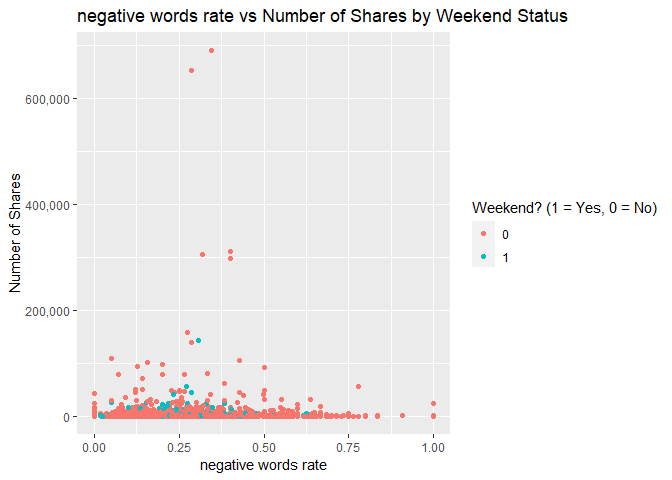 negative words rate vs Number of Shares by Weekend Status
600,000
400,000
200,000
0
Number of Shares
0.00 0.25 0.50 0.75 1.00
negative words rate
Weekend? (1 = Yes, 0 = No)
0
1